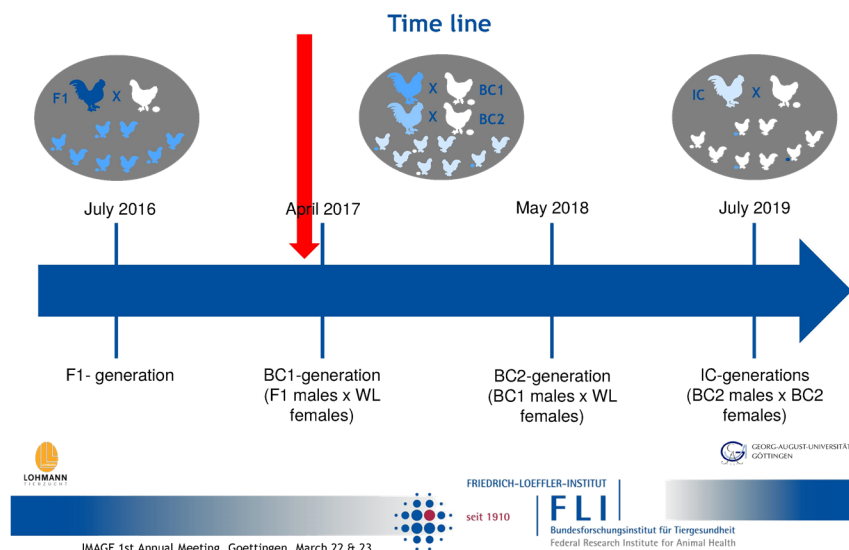 Time line
F1 X
X BC1
X BC2
IC X
July 2016
April 2017
May 2018
July 2019
F1- generation
BC1-generation
(F1 males x WL
females)
BC2-generation
(BC1 males x WL
females)
IC-generations
(BC2 males x BC2
females)
LOHMANN
TIERZUCHT
GEORG-AUGUST-UNIVERSITÄT
GÖTTINGEN
FRIEDRICH-LOEFFLER-INSTITUT
seit 1910
FLI
Bundesforschungsinstitut für Tiergesundheit
Federal Research Institute for Animal Health
IMAGE 1st Annual Meeting, Goettingen, March 22 & 23